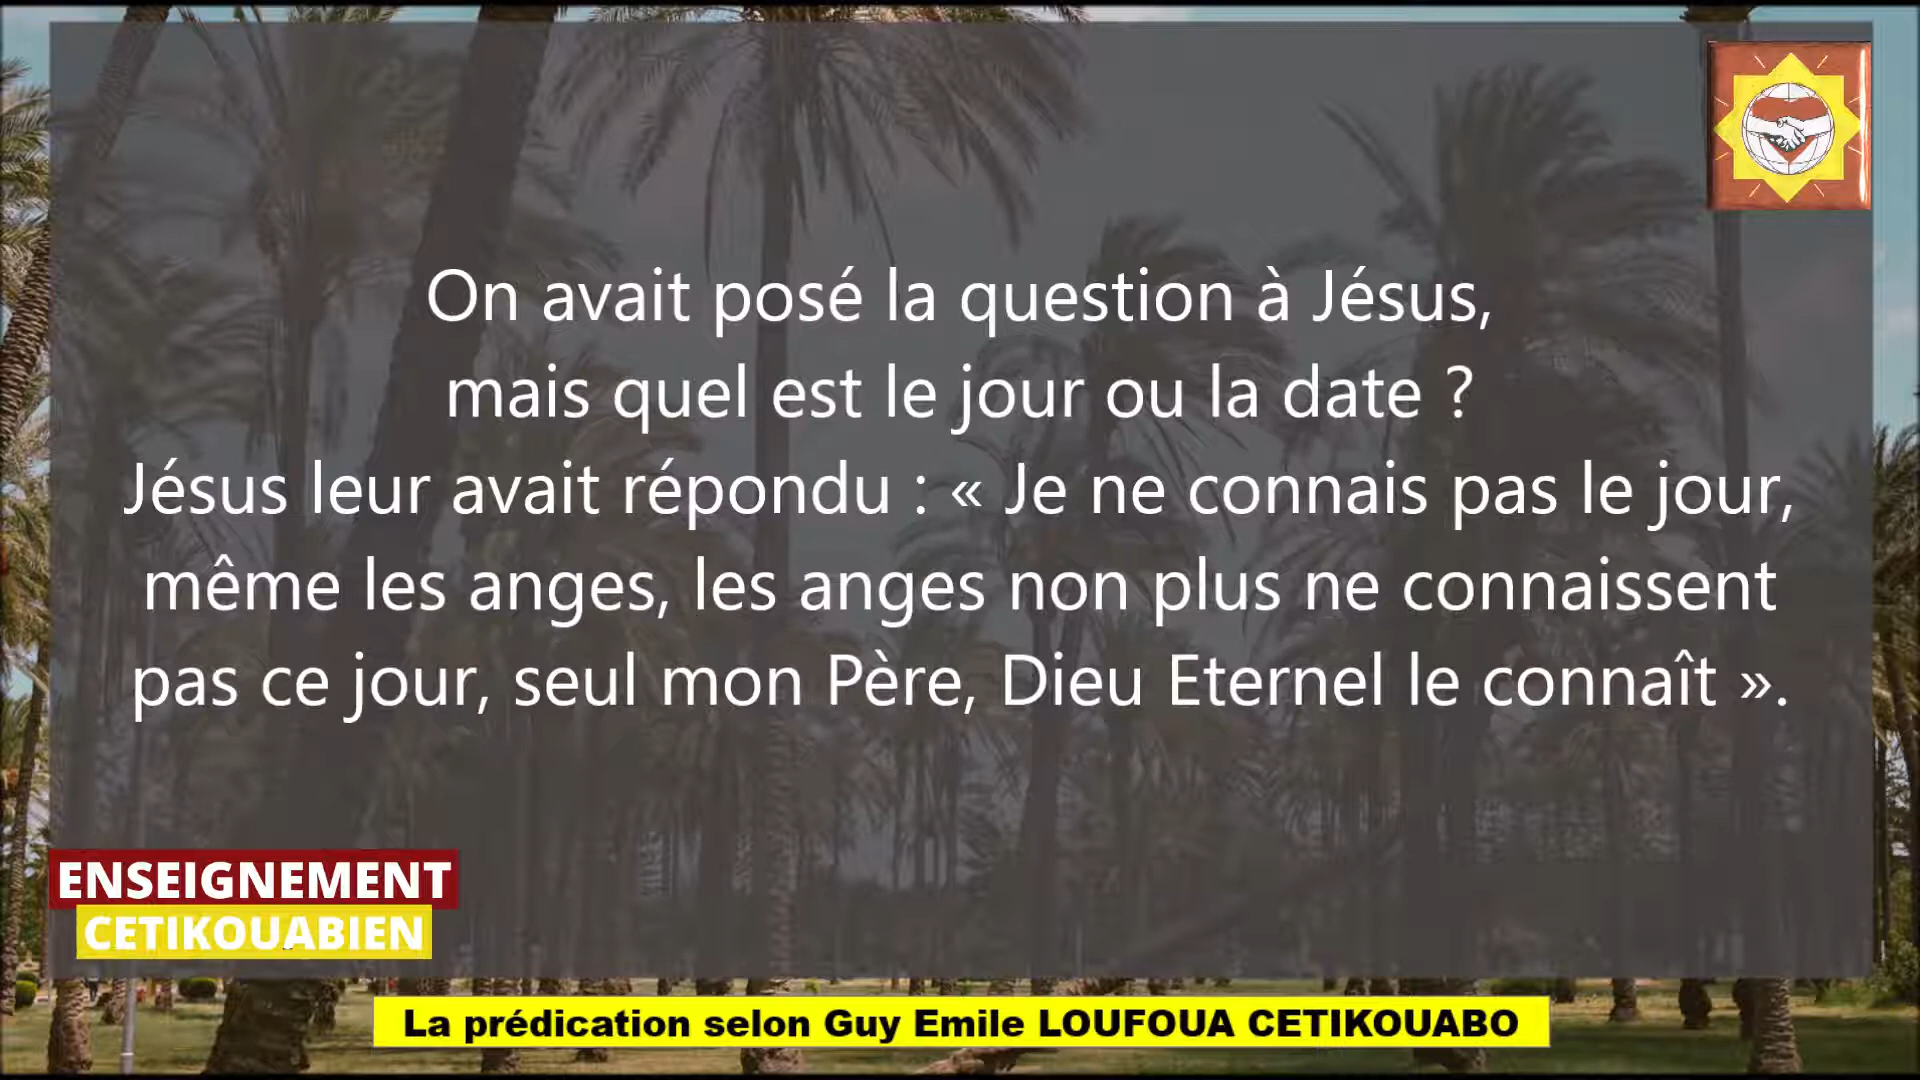 On avait posé la question à Jésus,
mais quel est le jour ou la date ?
Jésus leur avait répondu : « Je ne connais pas le jour,
même les anges, les anges non plus ne connaissent
pas ce jour, seul mon Père, Dieu Eternel le connaît ».
ENSEIGNEMENT
CETIKOUABIEN
La prédication selon Guy Emile LOUFOUA CETIKOUABO